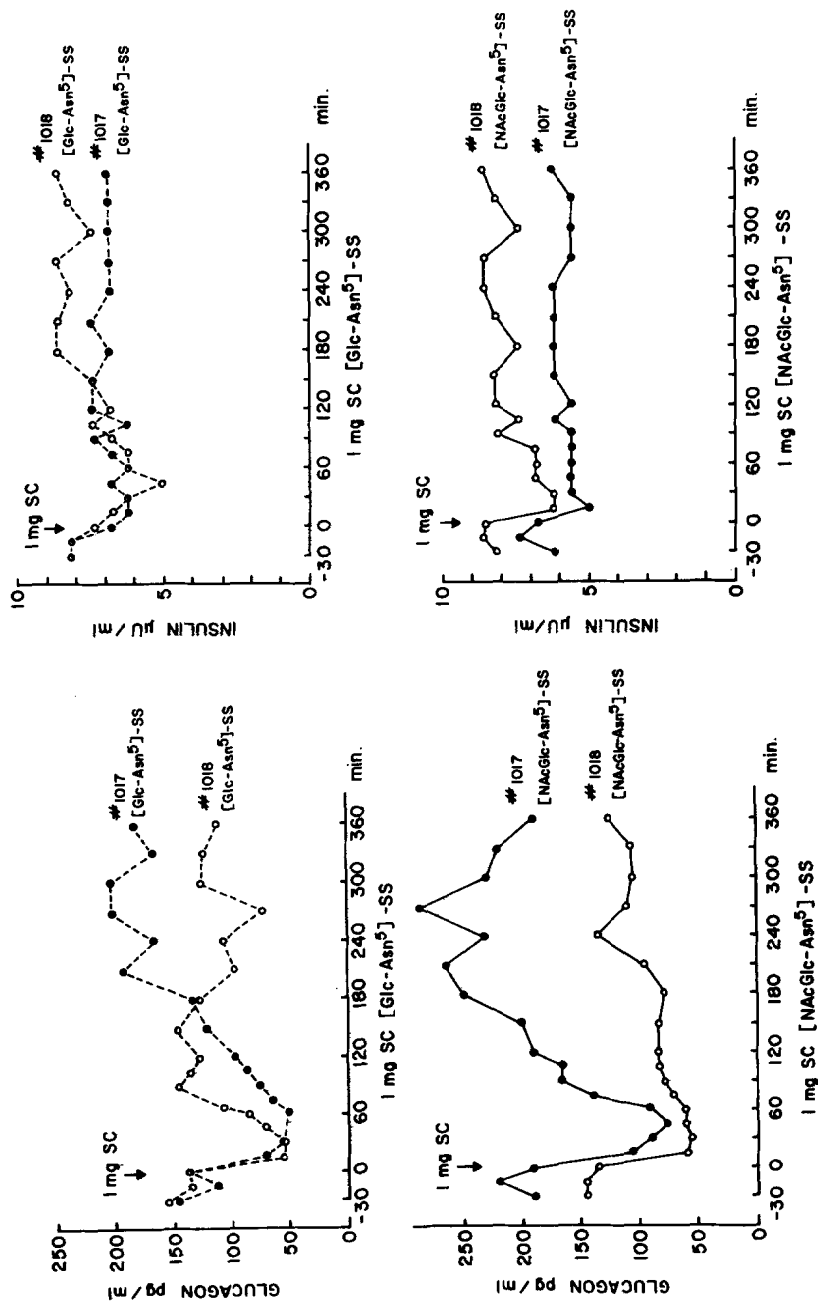 250
200
150
100
50
0
GLUCAGON pg/ml
1 mg SC
#1017
[Glc-Asn⁵]-SS
#1018
[Glc-Asn⁵]-SS
-30 0 60 120 180 240 300 360 min.
1 mg SC [Glc-Asn⁵]-SS
10
5
0
INSULIN µU/ml
1 mg SC
#1018
[Glc-Asn⁵]-SS
#1017
[Glc-Asn⁵]-SS
-30 0 60 120 180 240 300 360 min.
1 mg SC [Glc-Asn⁵]-SS
250
200
150
100
50
0
GLUCAGON pg/ml
1 mg SC
#1017
[NAcGlc-Asn⁵]-SS
#1018
[NAcGlc-Asn⁵]-SS
-30 0 60 120 180 240 300 360 min.
1 mg SC [NAcGlc-Asn⁵]-SS
10
5
0
INSULIN µU/ml
1 mg SC
#1018
[NAcGlc-Asn⁵]-SS
#1017
[NAcGlc-Asn⁵]-SS
-30 0 60 120 180 240 300 360 min.
1 mg SC [NAcGlc-Asn⁵]-SS